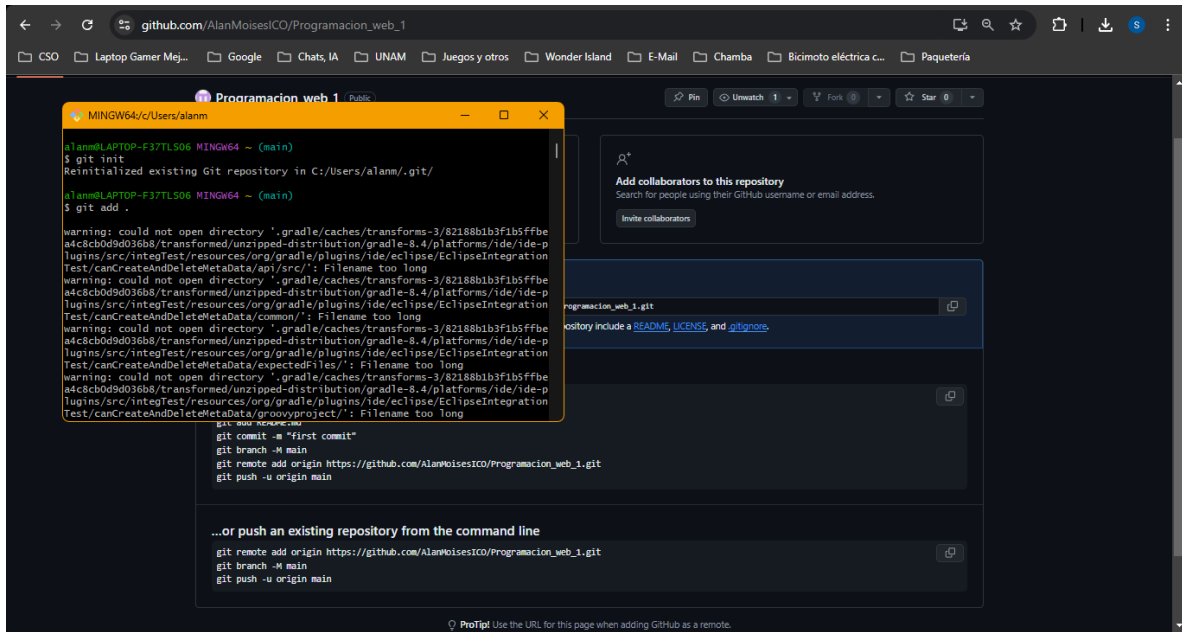 github.com/AlanMoisesICO/Programacion_web_1
S
CSO Laptop Gamer Mej... Google Chats, IA UNAM Juegos y otros Wonder Island E-Mail Chamba Bicimoto eléctrica c... Paquetería
Programacion_web_1 Public
Pin Unwatch 1 Fork 0 Star 0
MINGW64:/c/Users/alanm
alanm@LAPTOP-F37TLS06 MINGW64 ~ (main)
$ git init
Reinitialized existing Git repository in C:/Users/alanm/.git/
alanm@LAPTOP-F37TLS06 MINGW64 ~ (main)
$ git add .
warning: could not open directory '.gradle/caches/transforms-3/82188b1b3f1b5ffbe
a4c8cb0d9d036b8/transformed/unzipped-distribution/gradle-8.4/platforms/ide/ide-p
lugins/src/integTest/resources/org/gradle/plugins/ide/eclipse/EclipseIntegration
Test/canCreateAndDeleteMetaData/api/src/': Filename too long
warning: could not open directory '.gradle/caches/transforms-3/82188b1b3f1b5ffbe
a4c8cb0d9d036b8/transformed/unzipped-distribution/gradle-8.4/platforms/ide/ide-p
lugins/src/integTest/resources/org/gradle/plugins/ide/eclipse/EclipseIntegration
Test/canCreateAndDeleteMetaData/common/': Filename too long
warning: could not open directory '.gradle/caches/transforms-3/82188b1b3f1b5ffbe
a4c8cb0d9d036b8/transformed/unzipped-distribution/gradle-8.4/platforms/ide/ide-p
lugins/src/integTest/resources/org/gradle/plugins/ide/eclipse/EclipseIntegration
Test/canCreateAndDeleteMetaData/expectedFiles/': Filename too long
warning: could not open directory '.gradle/caches/transforms-3/82188b1b3f1b5ffbe
a4c8cb0d9d036b8/transformed/unzipped-distribution/gradle-8.4/platforms/ide/ide-p
lugins/src/integTest/resources/org/gradle/plugins/ide/eclipse/EclipseIntegration
Test/canCreateAndDeleteMetaData/groovyproject/': Filename too long
Add collaborators to this repository
Search for people using their GitHub username or email address.
Invite collaborators
rogramacion_web_1.git
ository include a README, LICENSE, and .gitignore.
git add README.md
git commit -m "first commit"
git branch -M main
git remote add origin https://github.com/AlanMoisesICO/Programacion_web_1.git
git push -u origin main
...or push an existing repository from the command line
git remote add origin https://github.com/AlanMoisesICO/Programacion_web_1.git
git branch -M main
git push -u origin main
ProTip! Use the URL for this page when adding GitHub as a remote.